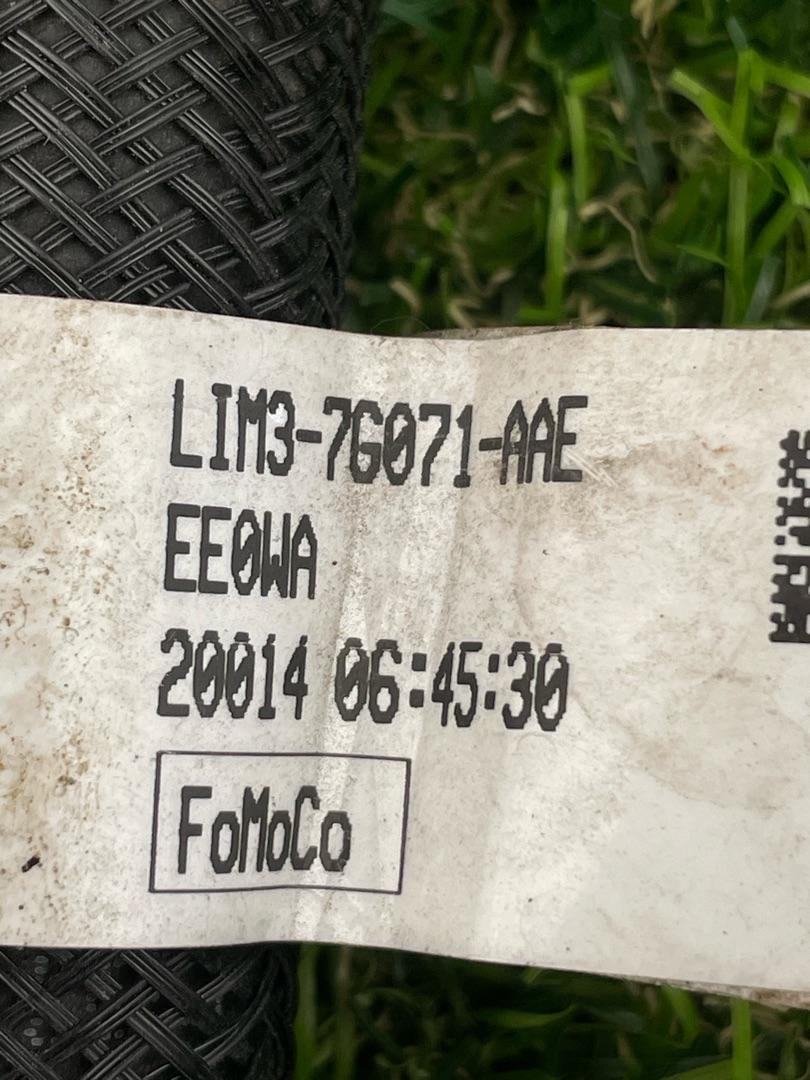 LIM3-7G071-AAE
EE0WA
20014 06:45:30
FoMoCo